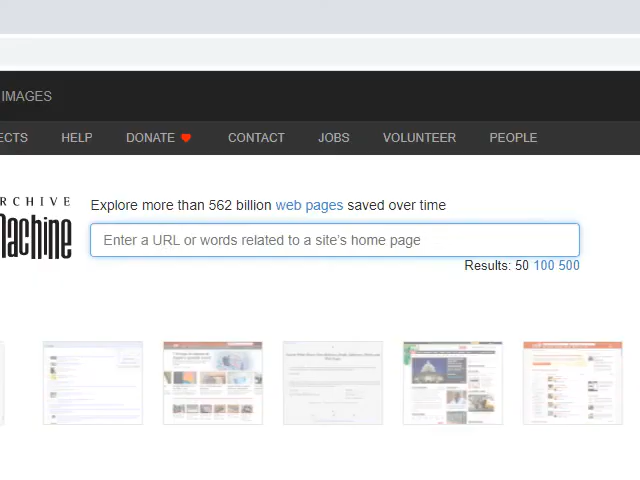 IMAGES
ECTS HELP DONATE CONTACT JOBS VOLUNTEER PEOPLE
RCHIVE
Machine
Explore more than 562 billion web pages saved over time
Enter a URL or words related to a site's home page
Results: 50 100 500